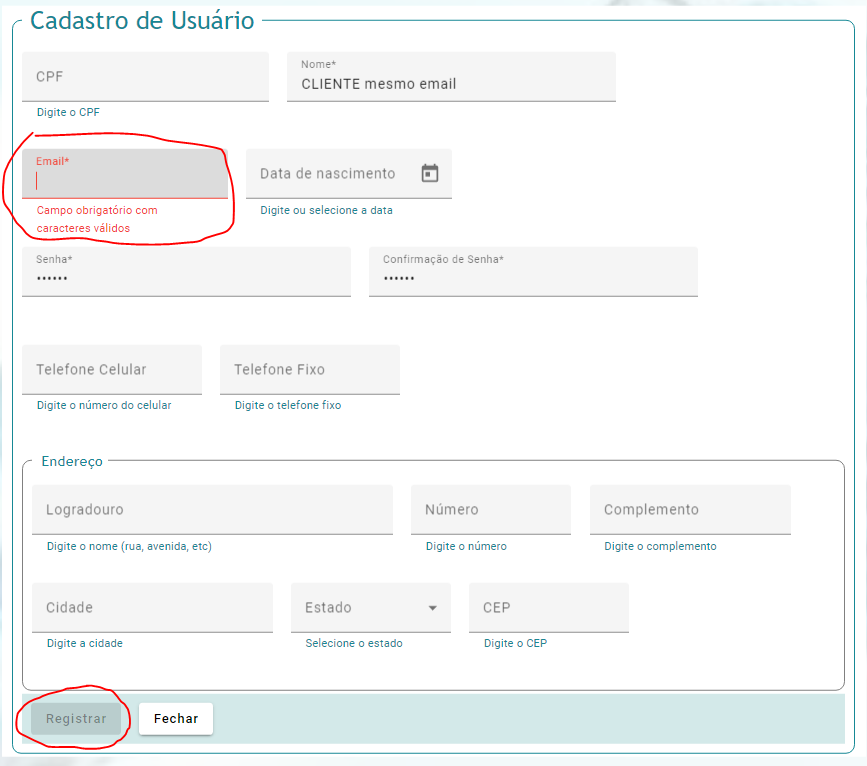 Cadastro de Usuário
CPF
Nome*
CLIENTE mesmo email
Digite o CPF
Email*
Campo obrigatório com
caracteres válidos
Data de nascimento
Digite ou selecione a data
Senha*
••••••
Confirmação de Senha*
••••••
Telefone Celular
Telefone Fixo
Digite o número do celular
Digite o telefone fixo
Endereço
Logradouro
Número
Complemento
Digite o nome (rua, avenida, etc)
Digite o número
Digite o complemento
Cidade
Estado
CEP
Digite a cidade
Selecione o estado
Digite o CEP
Registrar
Fechar